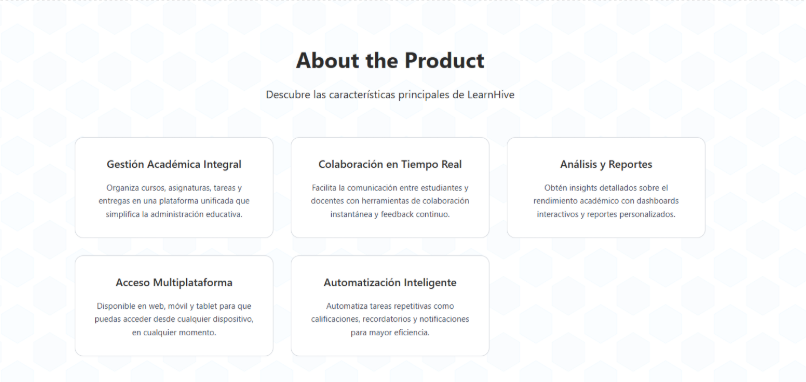 About the Product
Descubre las características principales de LearnHive
Gestión Académica Integral
Organiza cursos, asignaturas, tareas y
entregas en una plataforma unificada que
simplifica la administración educativa.
Colaboración en Tiempo Real
Facilita la comunicación entre estudiantes y
docentes con herramientas de colaboración
instantánea y feedback continuo.
Análisis y Reportes
Obtén insights detallados sobre el
rendimiento académico con dashboards
interactivos y reportes personalizados.
Acceso Multiplataforma
Disponible en web, móvil y tablet para que
puedas acceder desde cualquier dispositivo,
en cualquier momento.
Automatización Inteligente
Automatiza tareas repetitivas como
calificaciones, recordatorios y notificaciones
para mayor eficiencia.